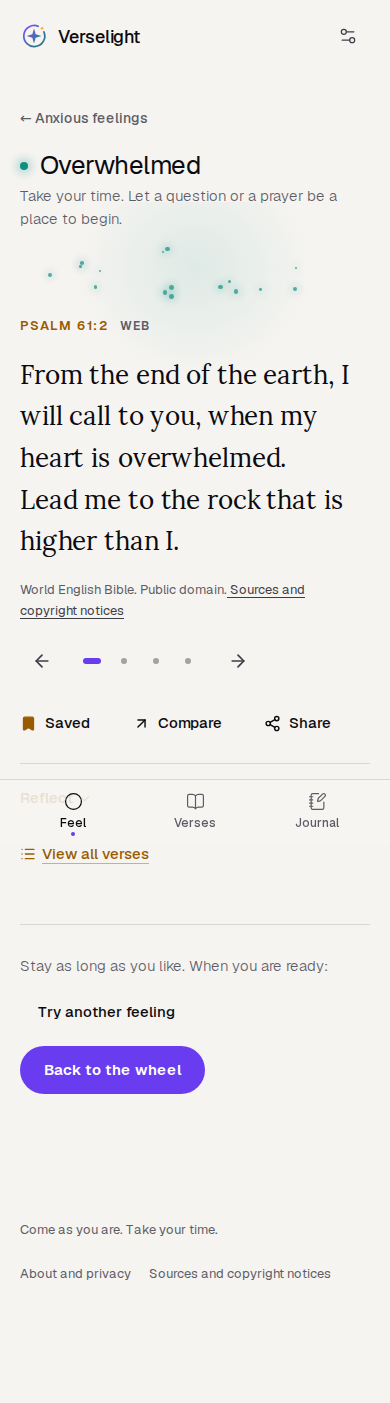 Verselight
← Anxious feelings
Overwhelmed
Take your time. Let a question or a prayer be a
place to begin.
PSALM 61:2 WEB
From the end of the earth, I
will call to you, when my
heart is overwhelmed.
Lead me to the rock that is
higher than I.
World English Bible. Public domain. Sources and
copyright notices
Saved Compare Share
Reflect
Feel Verses Journal
View all verses
Stay as long as you like. When you are ready:
Try another feeling
Back to the wheel
Come as you are. Take your time.
About and privacy Sources and copyright notices